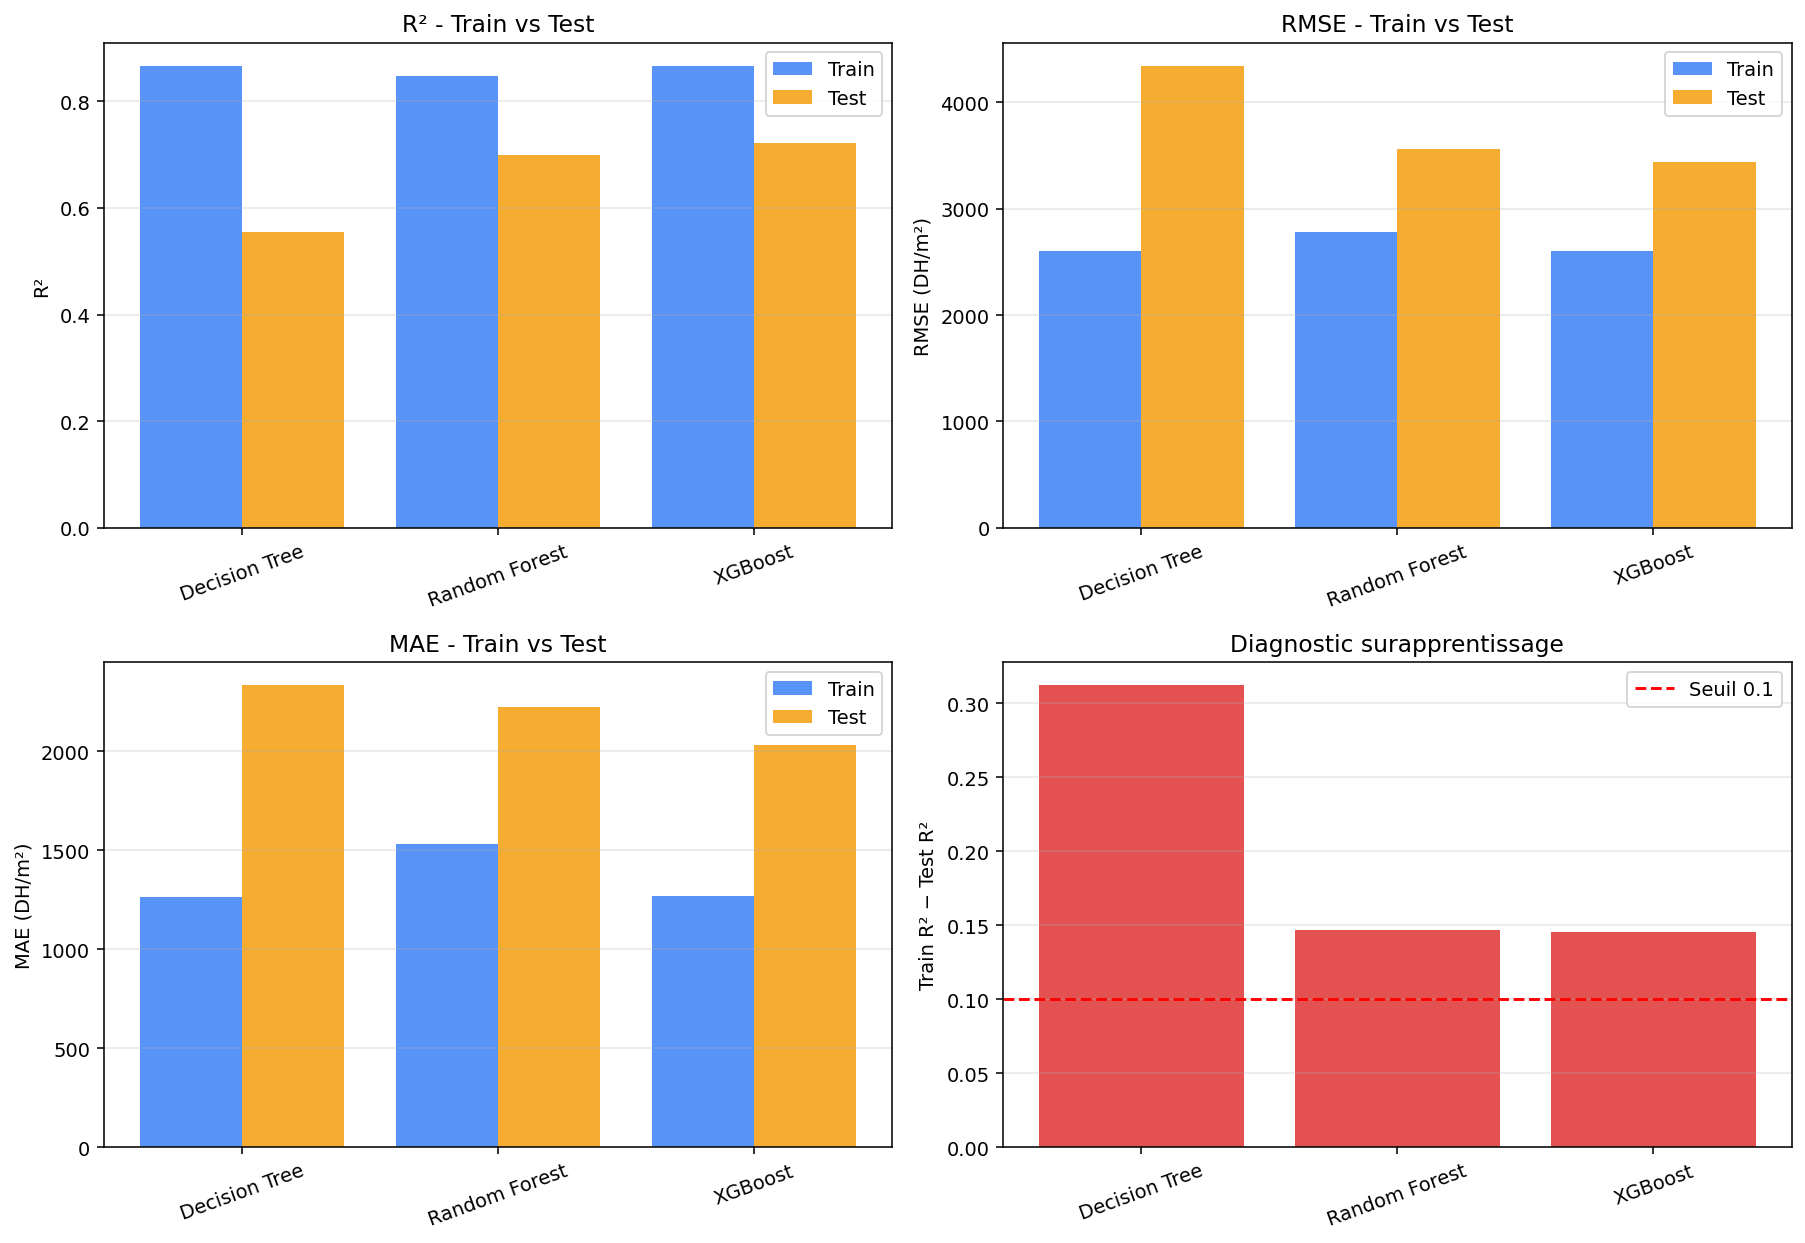 R² - Train vs Test
Train
Test
R²
0.8
0.6
0.4
0.2
0.0
Decision Tree
Random Forest
XGBoost
RMSE - Train vs Test
Train
Test
RMSE (DH/m²)
4000
3000
2000
1000
0
Decision Tree
Random Forest
XGBoost
MAE - Train vs Test
Train
Test
MAE (DH/m²)
2000
1500
1000
500
0
Decision Tree
Random Forest
XGBoost
Diagnostic surapprentissage
Seuil 0.1
Train R² − Test R²
0.30
0.25
0.20
0.15
0.10
0.05
0.00
Decision Tree
Random Forest
XGBoost